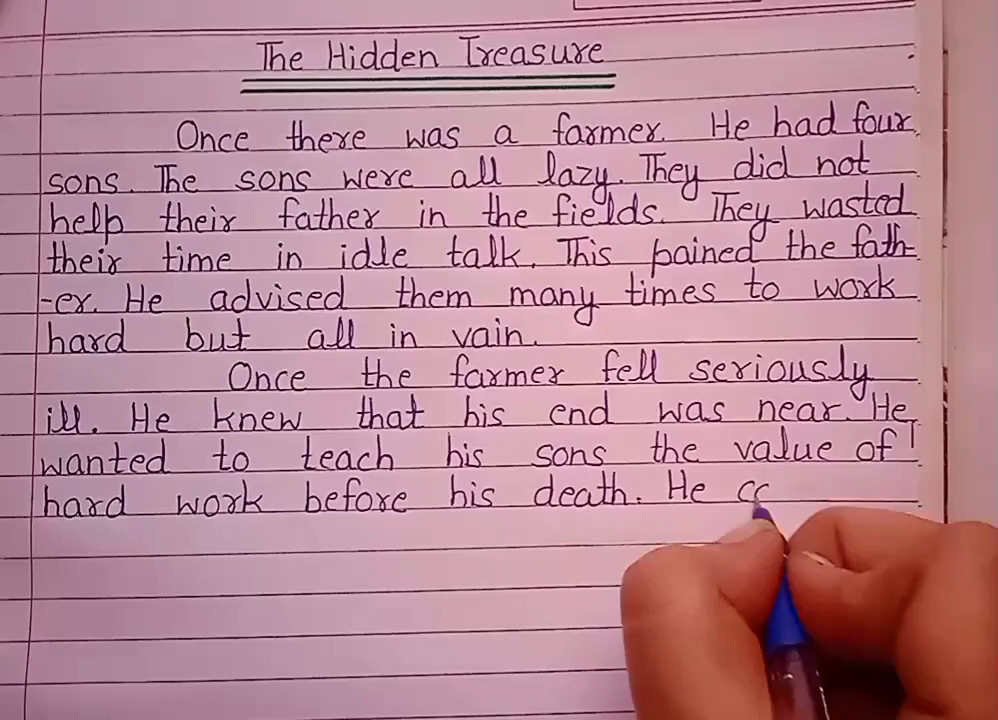 The Hidden Treasure
Once there was a farmer. He had four
sons. The sons were all lazy. They did not
help their father in the fields. They wasted
their time in idle talk. This pained the fath-
-er. He advised them many times to work
hard but all in vain.
Once the farmer fell seriously
ill. He knew that his end was near. He
wanted to teach his sons the value of
hard work before his death. He